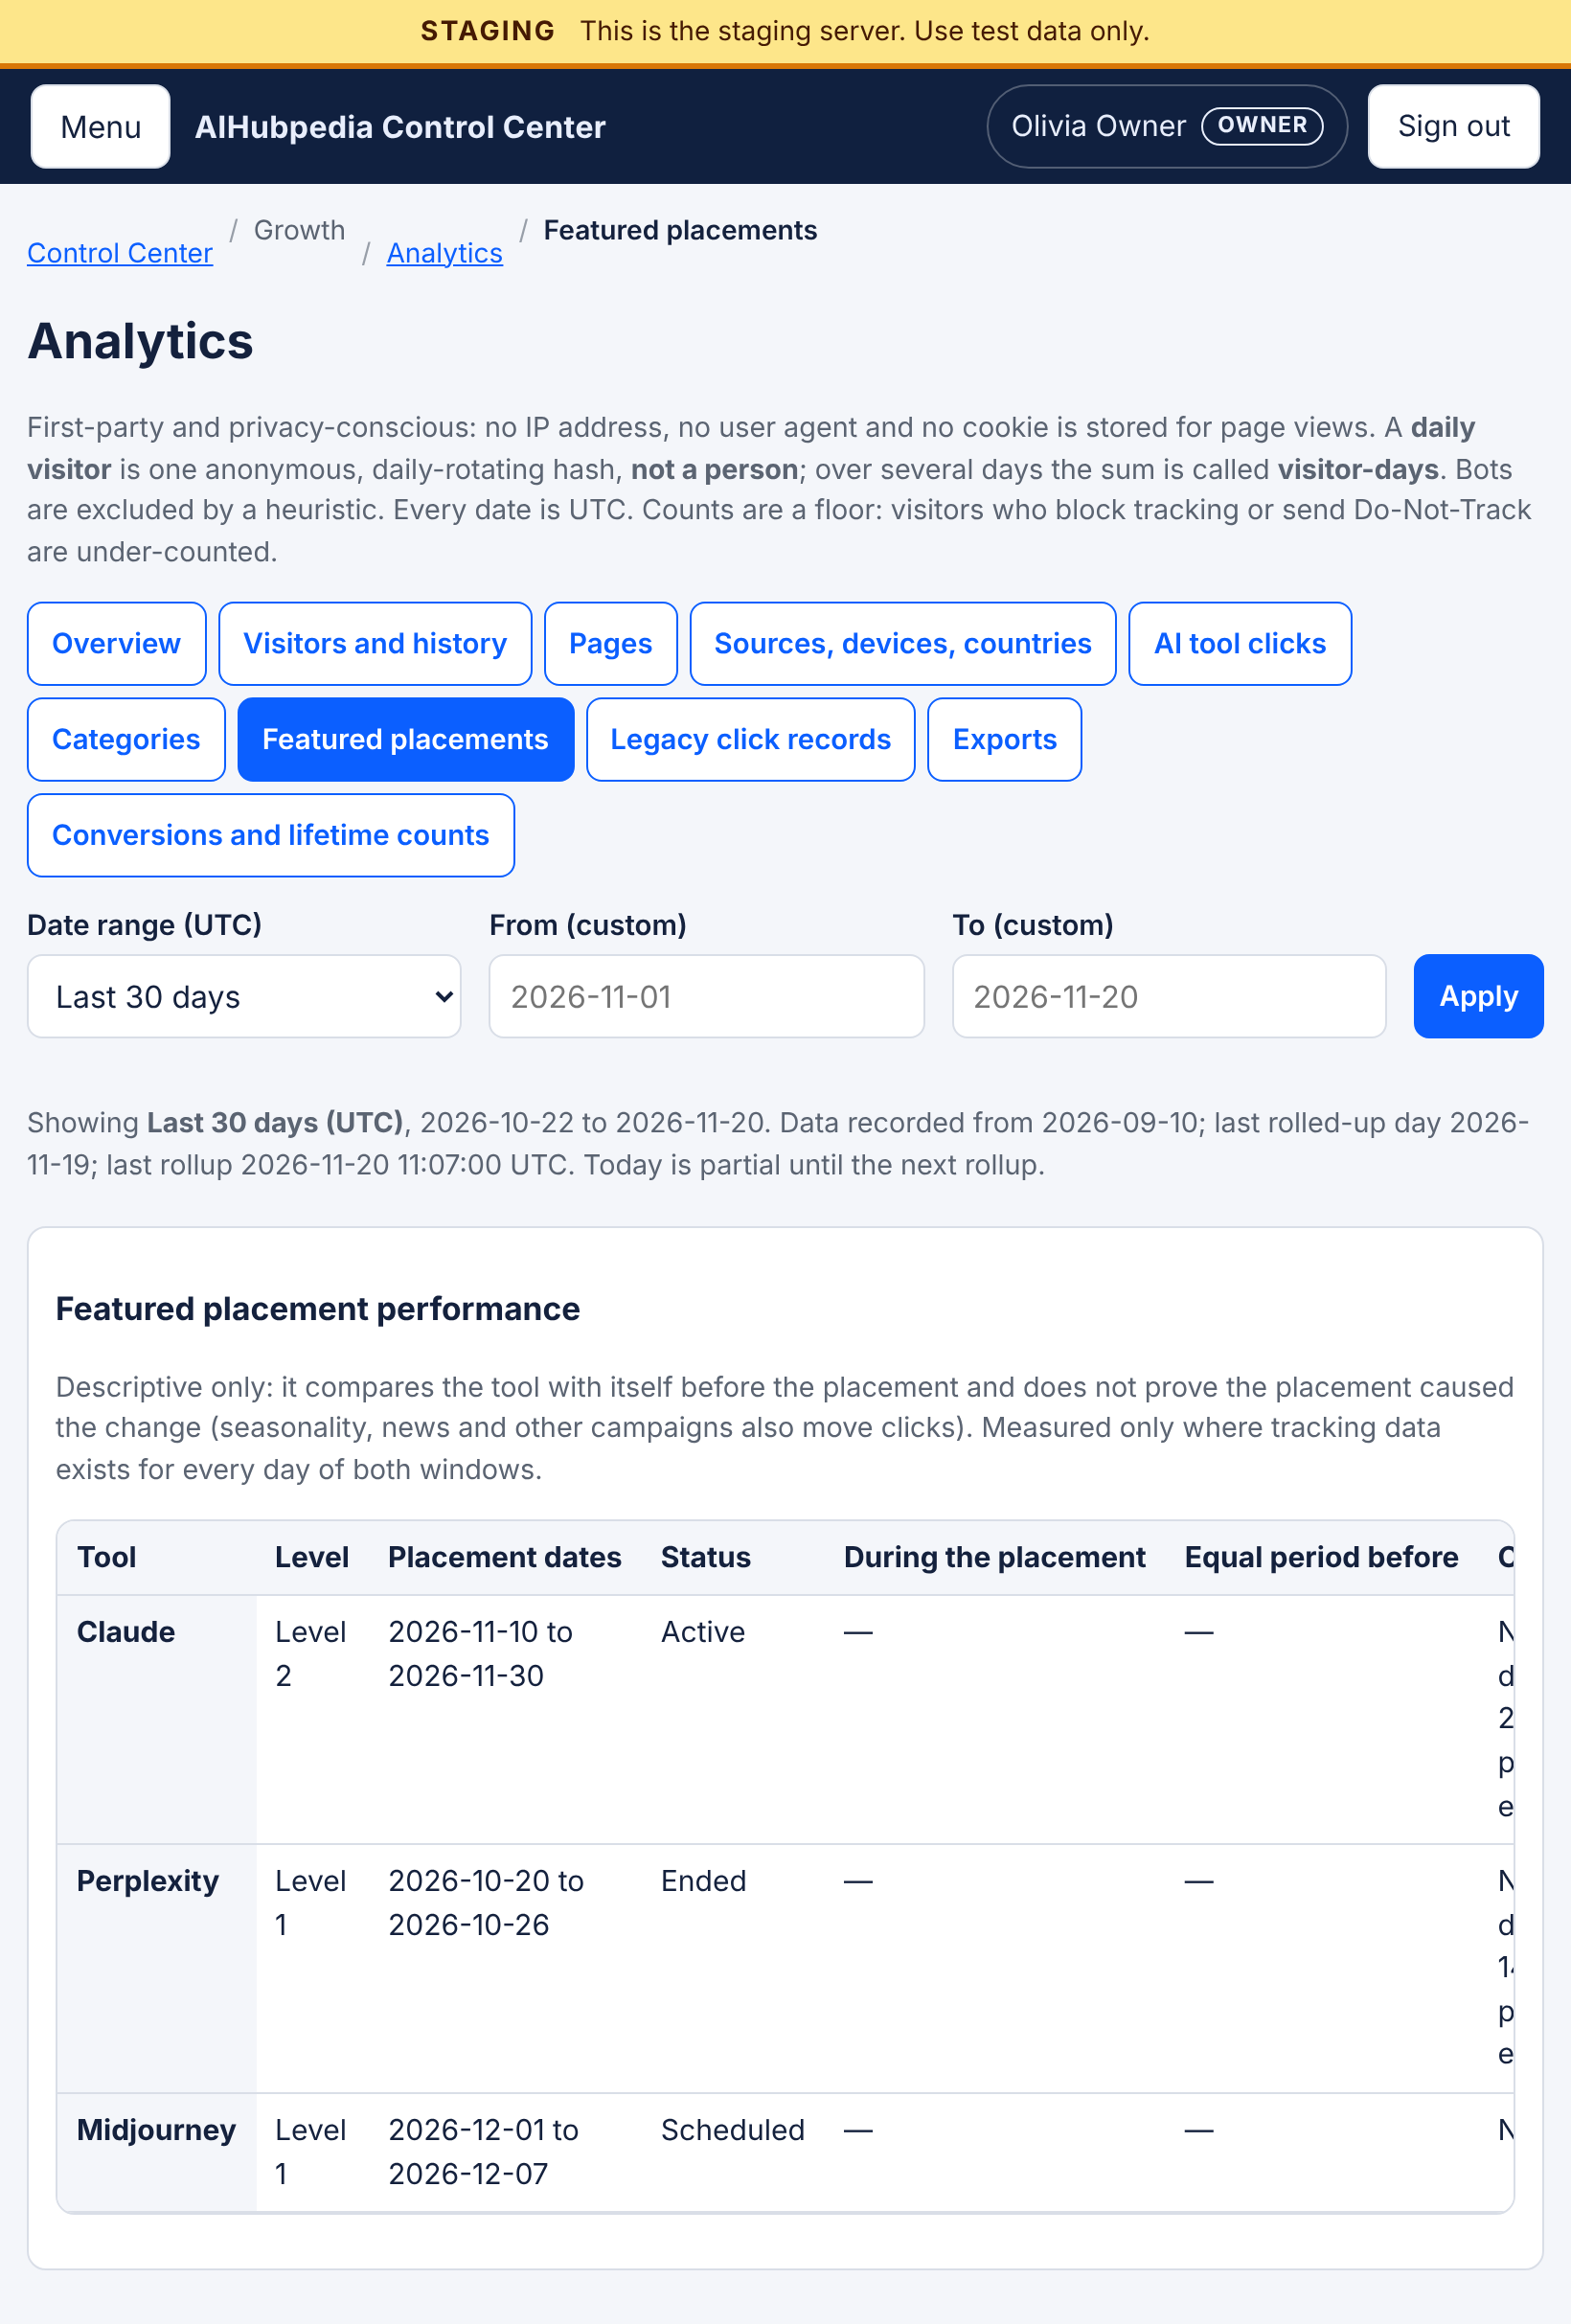 STAGING This is the staging server. Use test data only.
Menu AIHubpedia Control Center Olivia Owner OWNER Sign out
Control Center / Growth / Analytics / Featured placements
Analytics
First-party and privacy-conscious: no IP address, no user agent and no cookie is stored for page views. A daily
visitor is one anonymous, daily-rotating hash, not a person; over several days the sum is called visitor-days. Bots
are excluded by a heuristic. Every date is UTC. Counts are a floor: visitors who block tracking or send Do-Not-Track
are under-counted.
Overview Visitors and history Pages Sources, devices, countries AI tool clicks
Categories Featured placements Legacy click records Exports
Conversions and lifetime counts
Date range (UTC) From (custom) To (custom)
Last 30 days 2026-11-01 2026-11-20 Apply
Showing Last 30 days (UTC), 2026-10-22 to 2026-11-20. Data recorded from 2026-09-10; last rolled-up day 2026-
11-19; last rollup 2026-11-20 11:07:00 UTC. Today is partial until the next rollup.
Featured placement performance
Descriptive only: it compares the tool with itself before the placement and does not prove the placement caused
the change (seasonality, news and other campaigns also move clicks). Measured only where tracking data
exists for every day of both windows.
Tool Level Placement dates Status During the placement Equal period before
Claude Level 2026-11-10 to Active — —
2 2026-11-30
Perplexity Level 2026-10-20 to Ended — —
1 2026-10-26
Midjourney Level 2026-12-01 to Scheduled — —
1 2026-12-07